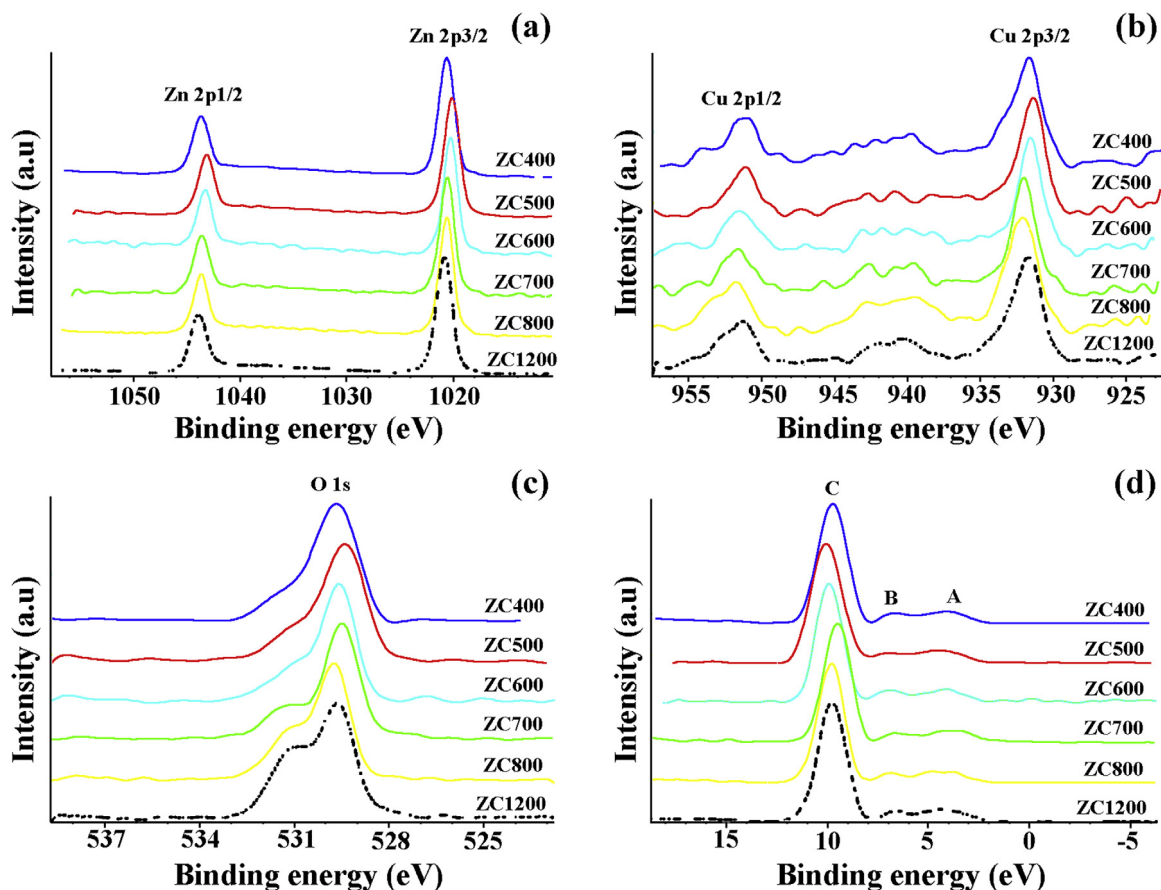 (a)
Zn 2p3/2
Zn 2p1/2
ZC400
ZC500
ZC600
ZC700
ZC800
ZC1200
Intensity (a.u)
1050 1040 1030 1020
Binding energy (eV)
(b)
Cu 2p3/2
Cu 2p1/2
ZC400
ZC500
ZC600
ZC700
ZC800
ZC1200
Intensity (a.u)
955 950 945 940 935 930 925
Binding energy (eV)
(c)
O 1s
ZC400
ZC500
ZC600
ZC700
ZC800
ZC1200
Intensity (a.u)
537 534 531 528 525
Binding energy (eV)
(d)
C
B A
ZC400
ZC500
ZC600
ZC700
ZC800
ZC1200
Intensity (a.u)
15 10 5 0 -5
Binding energy (eV)